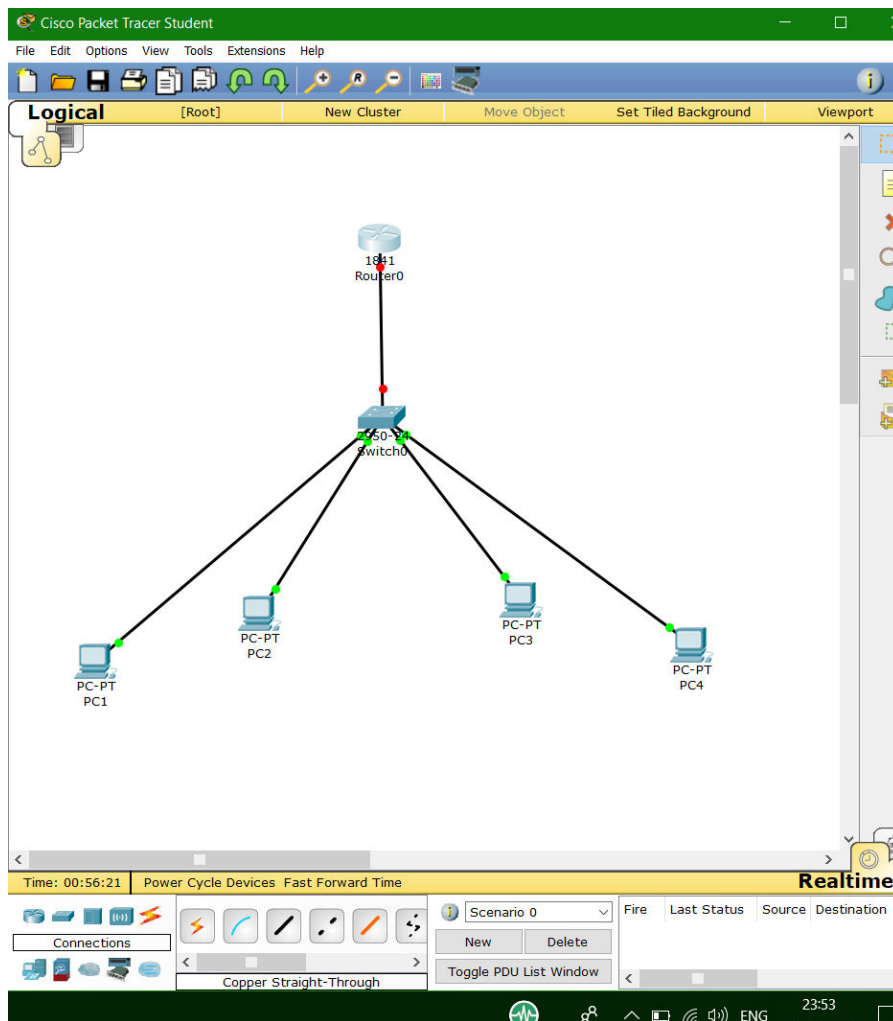 Cisco Packet Tracer Student
File Edit Options View Tools Extensions Help
Logical [Root] New Cluster Move Object Set Tiled Background Viewport
1841
Router0
2950-24
Switch0
PC-PT
PC2
PC-PT
PC3
PC-PT
PC1
PC-PT
PC4
Time: 00:56:21 Power Cycle Devices Fast Forward Time Realtime
Connections
Copper Straight-Through
Scenario 0
New Delete
Toggle PDU List Window
Fire Last Status Source Destination
ENG 23:53